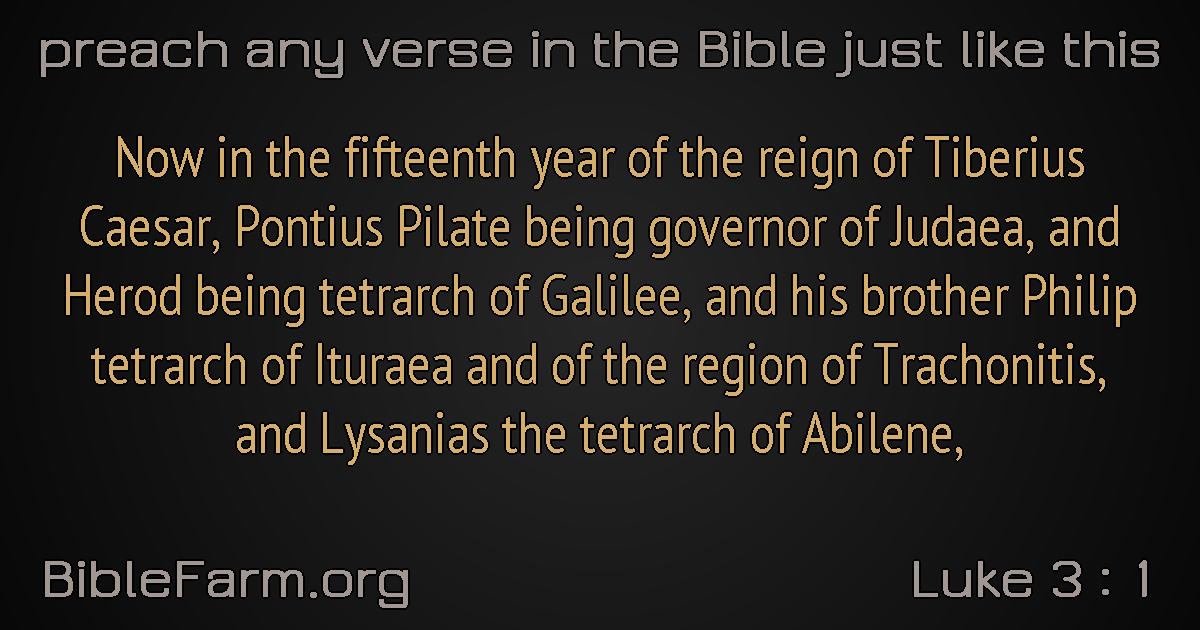 preach any verse in the Bible just like this
Now in the fifteenth year of the reign of Tiberius
Caesar, Pontius Pilate being governor of Judaea, and
Herod being tetrarch of Galilee, and his brother Philip
tetrarch of Ituraea and of the region of Trachonitis,
and Lysanias the tetrarch of Abilene,
BibleFarm.org
Luke 3 : 1